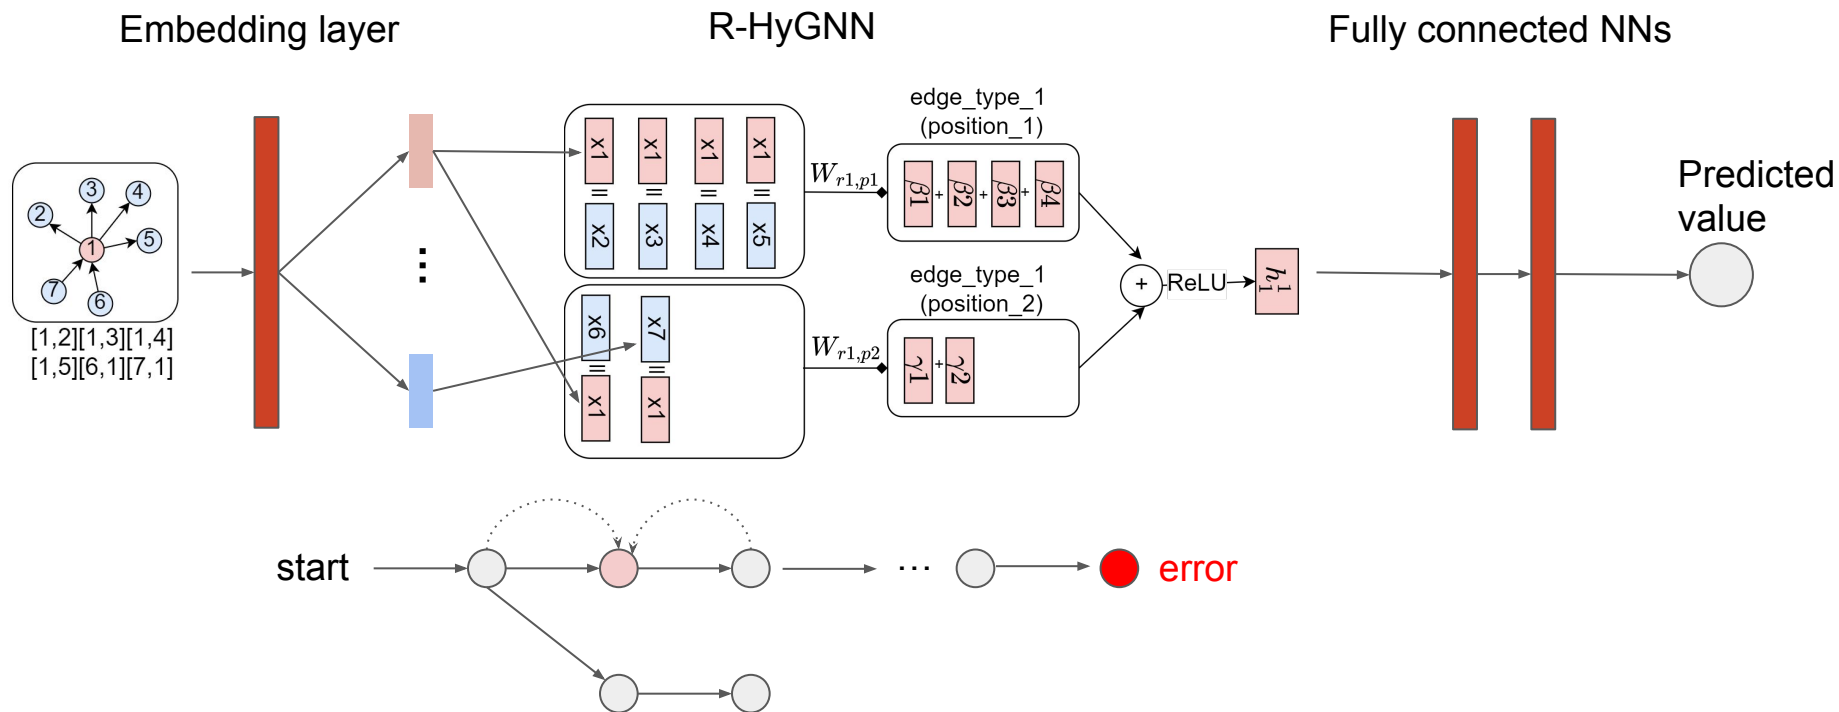 Embedding layer
R-HyGNN
Fully connected NNs
3
4
2
1
5
7
6
[1,2][1,3][1,4]
[1,5][6,1][7,1]
⋮
x1 x1 x1 x1
|| || || ||
x2 x3 x4 x5
x6 x7
|| ||
x1 x1
W_{r1,p1}
W_{r1,p2}
edge_type_1
(position_1)
β1 + β2 + β3 + β4
edge_type_1
(position_2)
γ1 + γ2
+
ReLU
h_1^1
Predicted
value
start
...
error